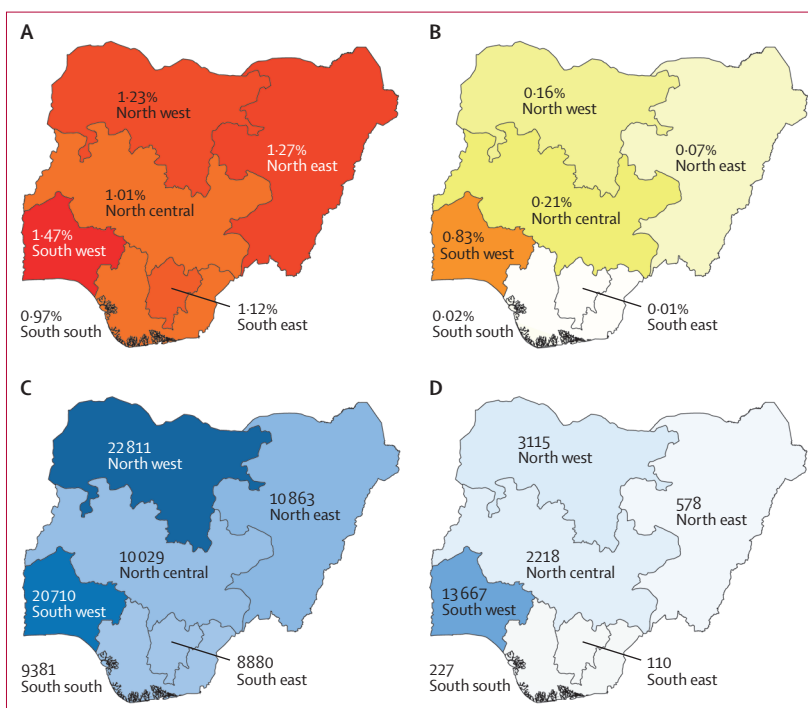 A
1·23%
North west
1·27%
North east
1·01%
North central
1·47%
South west
0·97%
South south
1·12%
South east
B
0·16%
North west
0·07%
North east
0·21%
North central
0·83%
South west
0·02%
South south
0·01%
South east
C
22 811
North west
10 863
North east
10 029
North central
20 710
South west
9381
South south
8880
South east
D
3115
North west
578
North east
2218
North central
13 667
South west
227
South south
110
South east